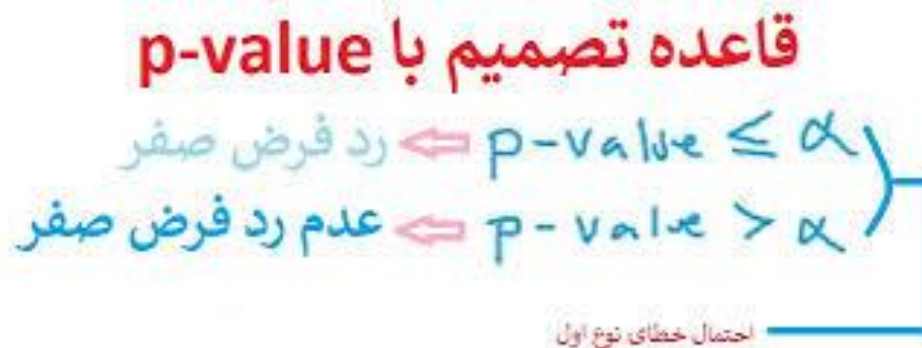 قاعده تصمیم با p-value
p-value ≤ α ⇐ رد فرض صفر
p-value > α ⇐ عدم رد فرض صفر
احتمال خطای نوع اول